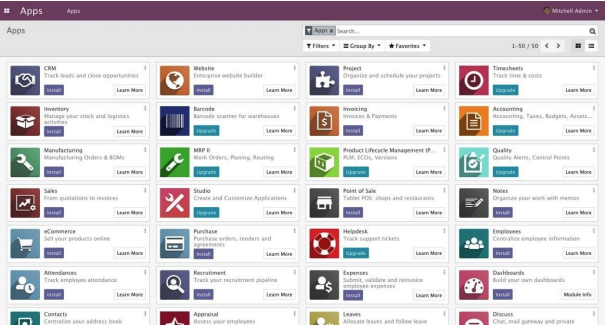 Apps
Apps
Mitchell Admin
Apps
Apps x Search...
Filters Group By Favorites
1-50 / 50
CRM
Track leads and close opportunities
Install Learn More
Website
Enterprise website builder
Install Learn More
Project
Organize and schedule your projects
Install Learn More
Timesheets
Track time & costs
Upgrade Learn More
Inventory
Manage your stock and logistics
activities
Install Learn More
Barcode
Barcode scanner for warehouses
Upgrade Learn More
Invoicing
Invoices & Payments
Install Learn More
Accounting
Accounting, Taxes, Budgets, Assets...
Upgrade Learn More
Manufacturing
Manufacturing Orders & BOMs
Install Learn More
MRP II
Work Orders, Planing, Routing
Upgrade Learn More
Product Lifecycle Management (P...
PLM, ECOs, Versions
Upgrade Learn More
Quality
Quality Alerts, Control Points
Upgrade Learn More
Sales
From quotations to invoices
Install Learn More
Studio
Create and Customize Applications
Upgrade Learn More
Point of Sale
Tablet POS: shops and restaurants
Install Learn More
Notes
Organize your work with memos
Install Learn More
eCommerce
Sell your products online
Install Learn More
Purchase
Purchase orders, tenders and
agreements
Install Learn More
Helpdesk
Track support tickets
Upgrade Learn More
Employees
Centralize employee information
Install Learn More
Attendances
Track employee attendance
Install Learn More
Recruitment
Track your recruitment pipeline
Install Learn More
Expenses
Submit, validate and reinvoice
employee expenses
Install Learn More
Dashboards
Build your own dashboards
Install Module Info
Contacts
Centralize your address book
Appraisal
Assess your employees
Leaves
Allocate leaves and follow leave
Discuss
Chat, mail gateway and private